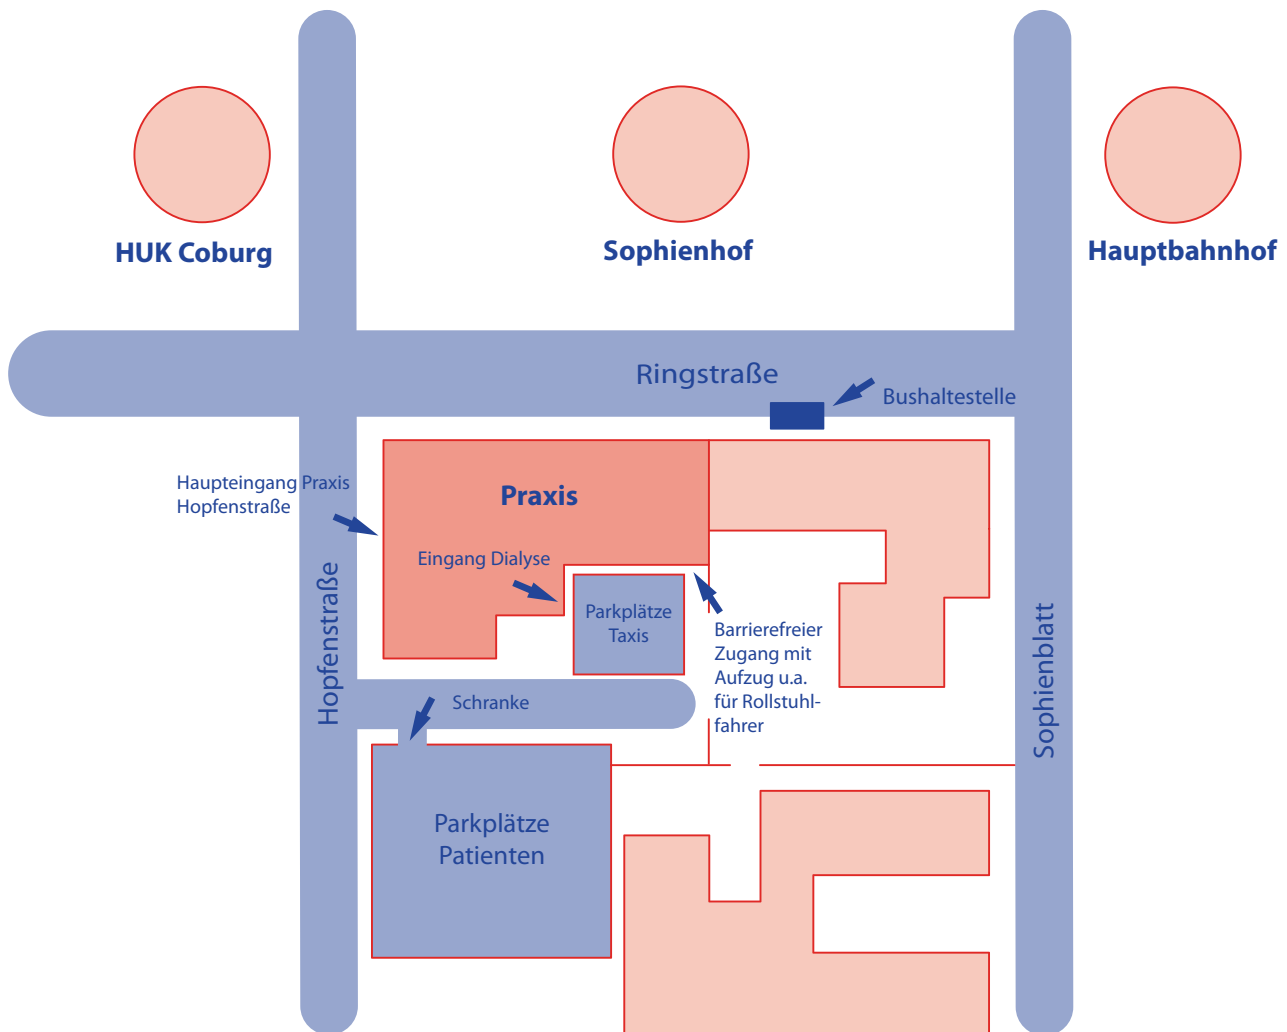 HUK Coburg
Sophienhof
Hauptbahnhof
Ringstraße
Bushaltestelle
Haupteingang Praxis
Hopfenstraße
Praxis
Eingang Dialyse
Parkplätze
Taxis
Barrierefreier
Zugang mit
Aufzug u.a.
für Rollstuhl-
fahrer
Hopfenstraße
Sophienblatt
Schranke
Parkplätze
Patienten